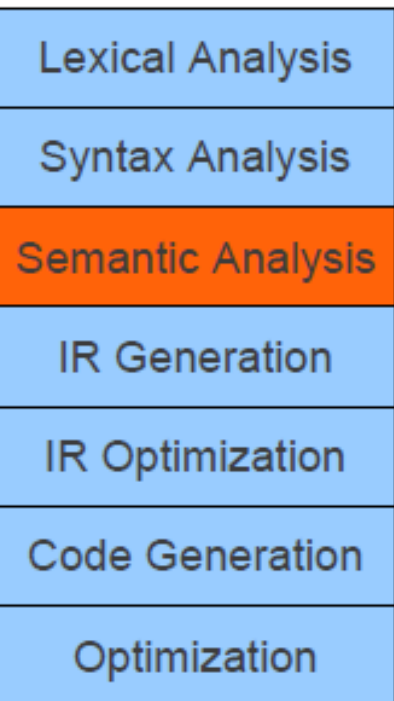 Lexical Analysis
Syntax Analysis
Semantic Analysis
IR Generation
IR Optimization
Code Generation
Optimization